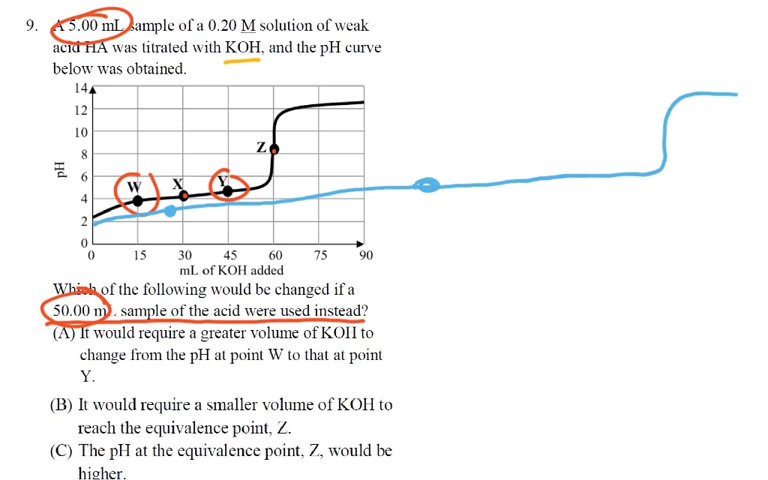 9. A 5.00 mL sample of a 0.20 M solution of weak
acid HA was titrated with KOH, and the pH curve
below was obtained.
14
12
10
8
6
4
2
0
pH
W
X
Y
Z
0 15 30 45 60 75 90
mL of KOH added
Which of the following would be changed if a
50.00 mL sample of the acid were used instead?
(A) It would require a greater volume of KOH to
change from the pH at point W to that at point
Y.
(B) It would require a smaller volume of KOH to
reach the equivalence point, Z.
(C) The pH at the equivalence point, Z, would be
higher.